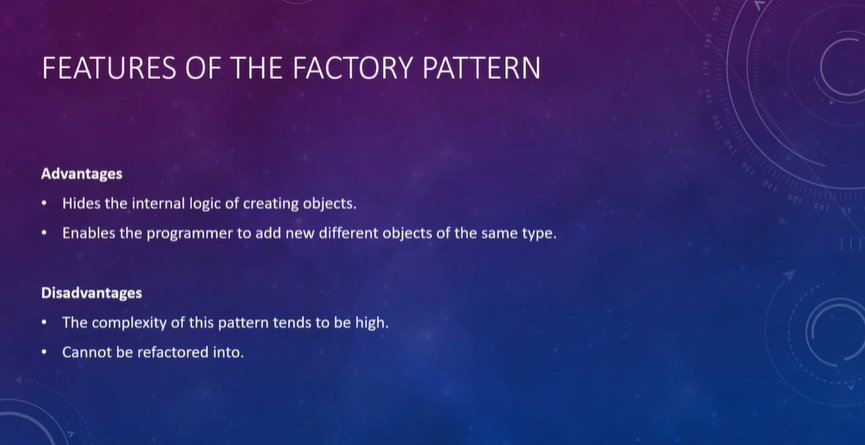 FEATURES OF THE FACTORY PATTERN
Advantages
• Hides the internal logic of creating objects.
• Enables the programmer to add new different objects of the same type.
Disadvantages
• The complexity of this pattern tends to be high.
• Cannot be refactored into.